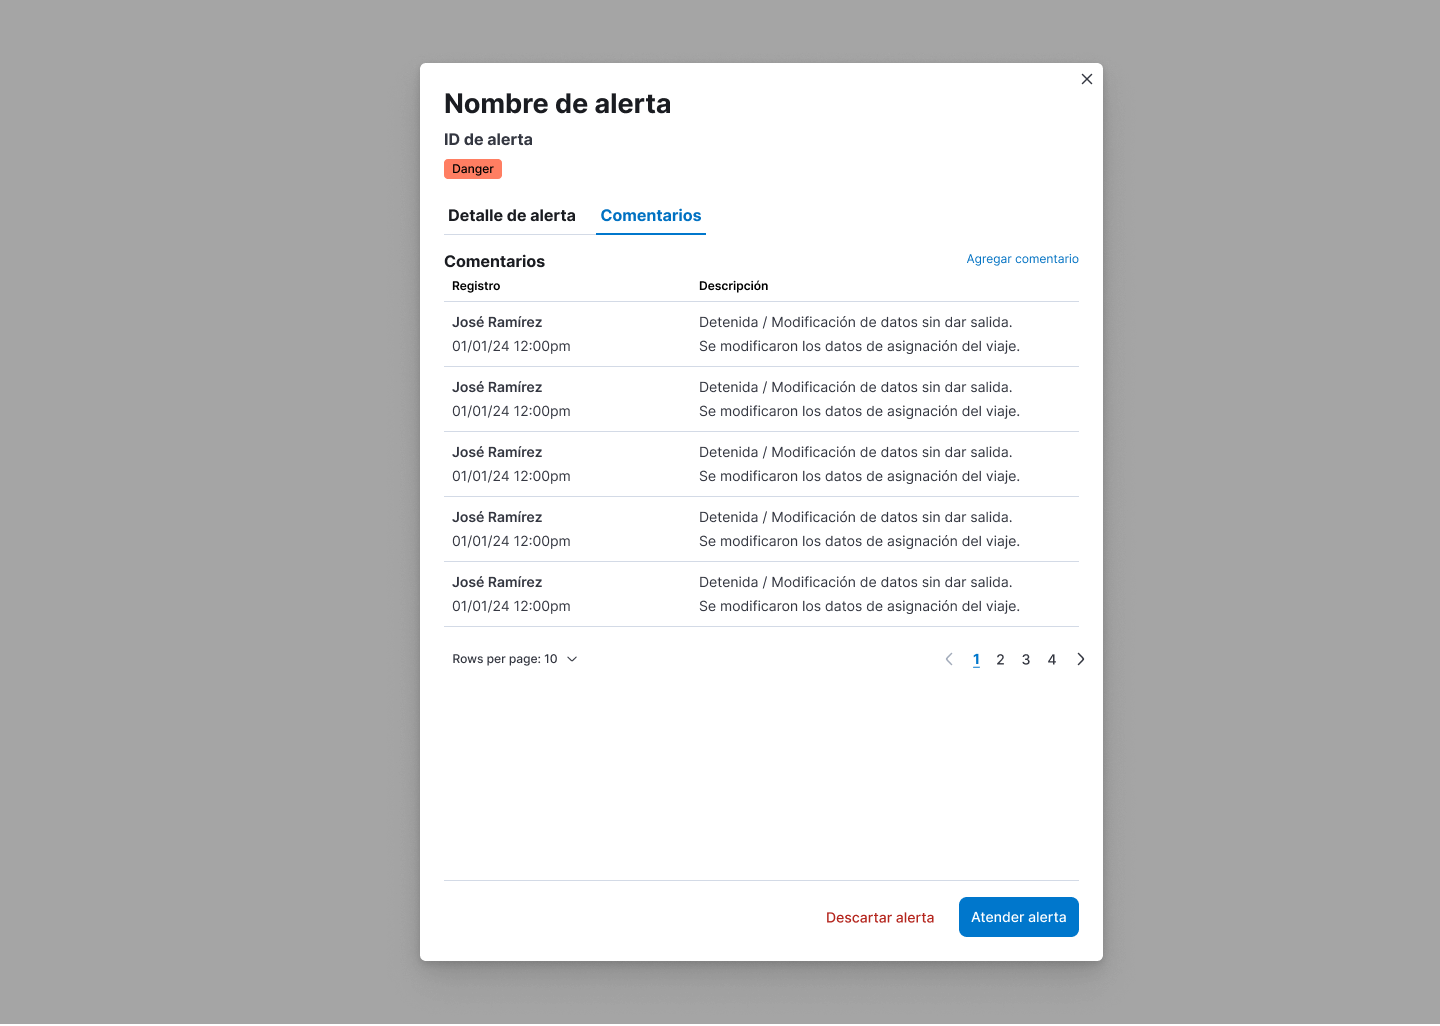 Nombre de alerta
ID de alerta
Danger
Detalle de alerta Comentarios
Comentarios Agregar comentario
Registro Descripción
José Ramírez Detenida / Modificación de datos sin dar salida.
01/01/24 12:00pm Se modificaron los datos de asignación del viaje.
José Ramírez Detenida / Modificación de datos sin dar salida.
01/01/24 12:00pm Se modificaron los datos de asignación del viaje.
José Ramírez Detenida / Modificación de datos sin dar salida.
01/01/24 12:00pm Se modificaron los datos de asignación del viaje.
José Ramírez Detenida / Modificación de datos sin dar salida.
01/01/24 12:00pm Se modificaron los datos de asignación del viaje.
José Ramírez Detenida / Modificación de datos sin dar salida.
01/01/24 12:00pm Se modificaron los datos de asignación del viaje.
Rows per page: 10 1 2 3 4
Descartar alerta Atender alerta